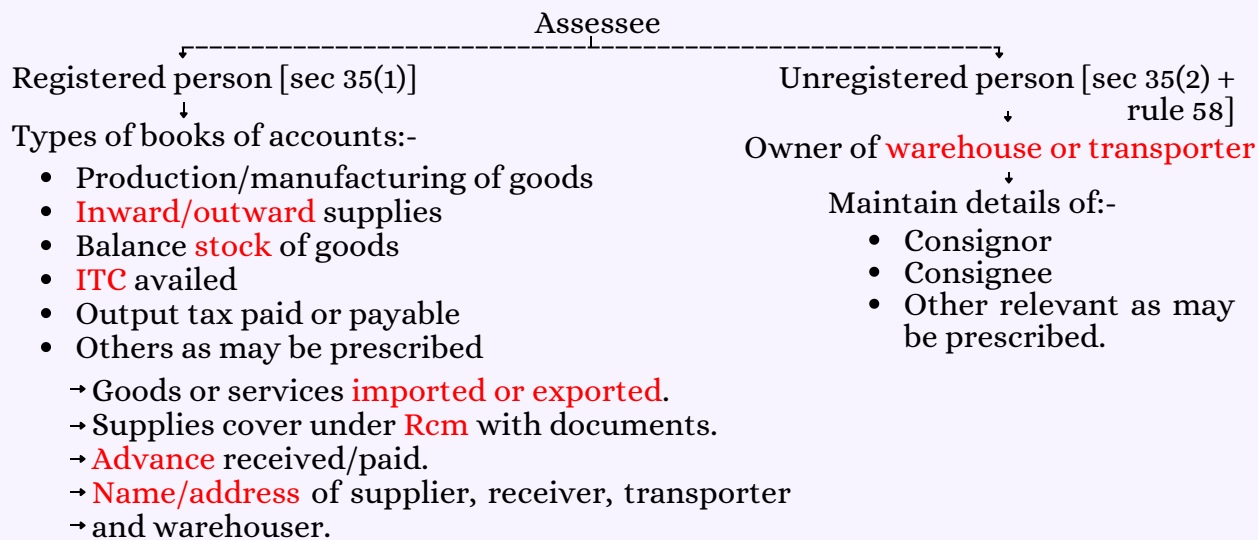 Assessee
Registered person [sec 35(1)]
Types of books of accounts:-
• Production/manufacturing of goods
• Inward/outward supplies
• Balance stock of goods
• ITC availed
• Output tax paid or payable
• Others as may be prescribed
→ Goods or services imported or exported.
→ Supplies cover under Rcm with documents.
→ Advance received/paid.
→ Name/address of supplier, receiver, transporter
→ and warehouser.
Unregistered person [sec 35(2) +
rule 58]
Owner of warehouse or transporter
Maintain details of:-
• Consignor
• Consignee
• Other relevant as may
be prescribed.